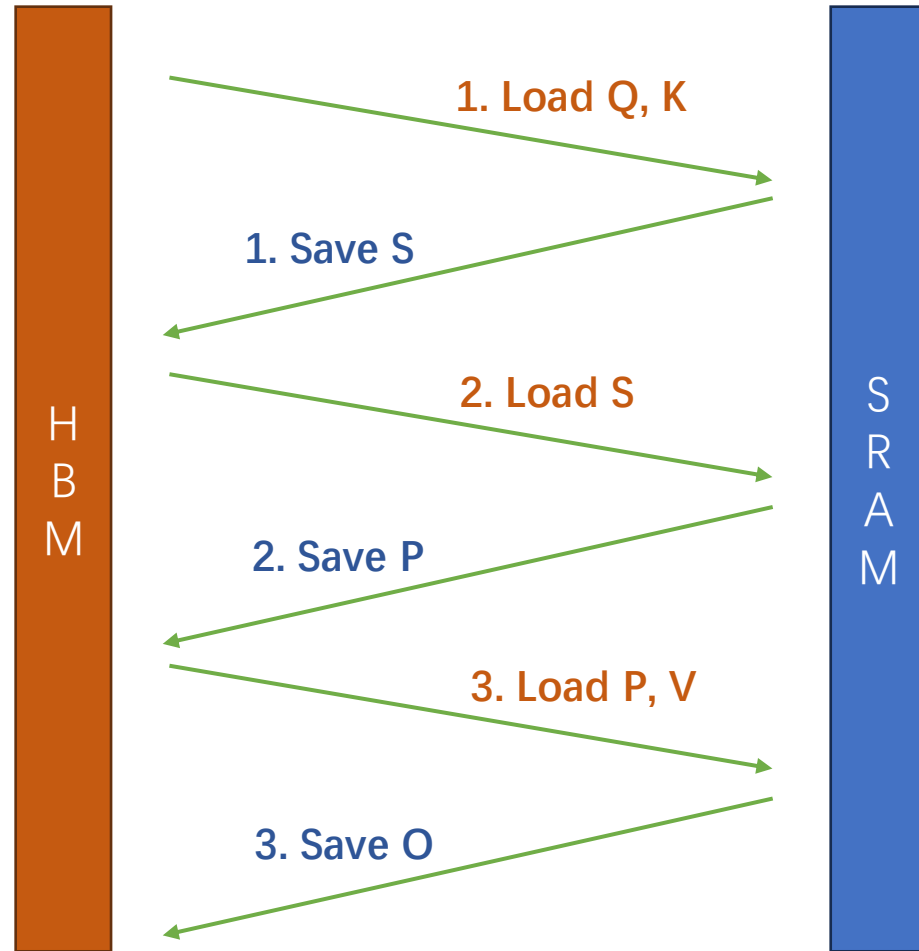 1. Load Q, K
1. Save S
2. Load S
H
B
M
S
R
A
M
2. Save P
3. Load P, V
3. Save O